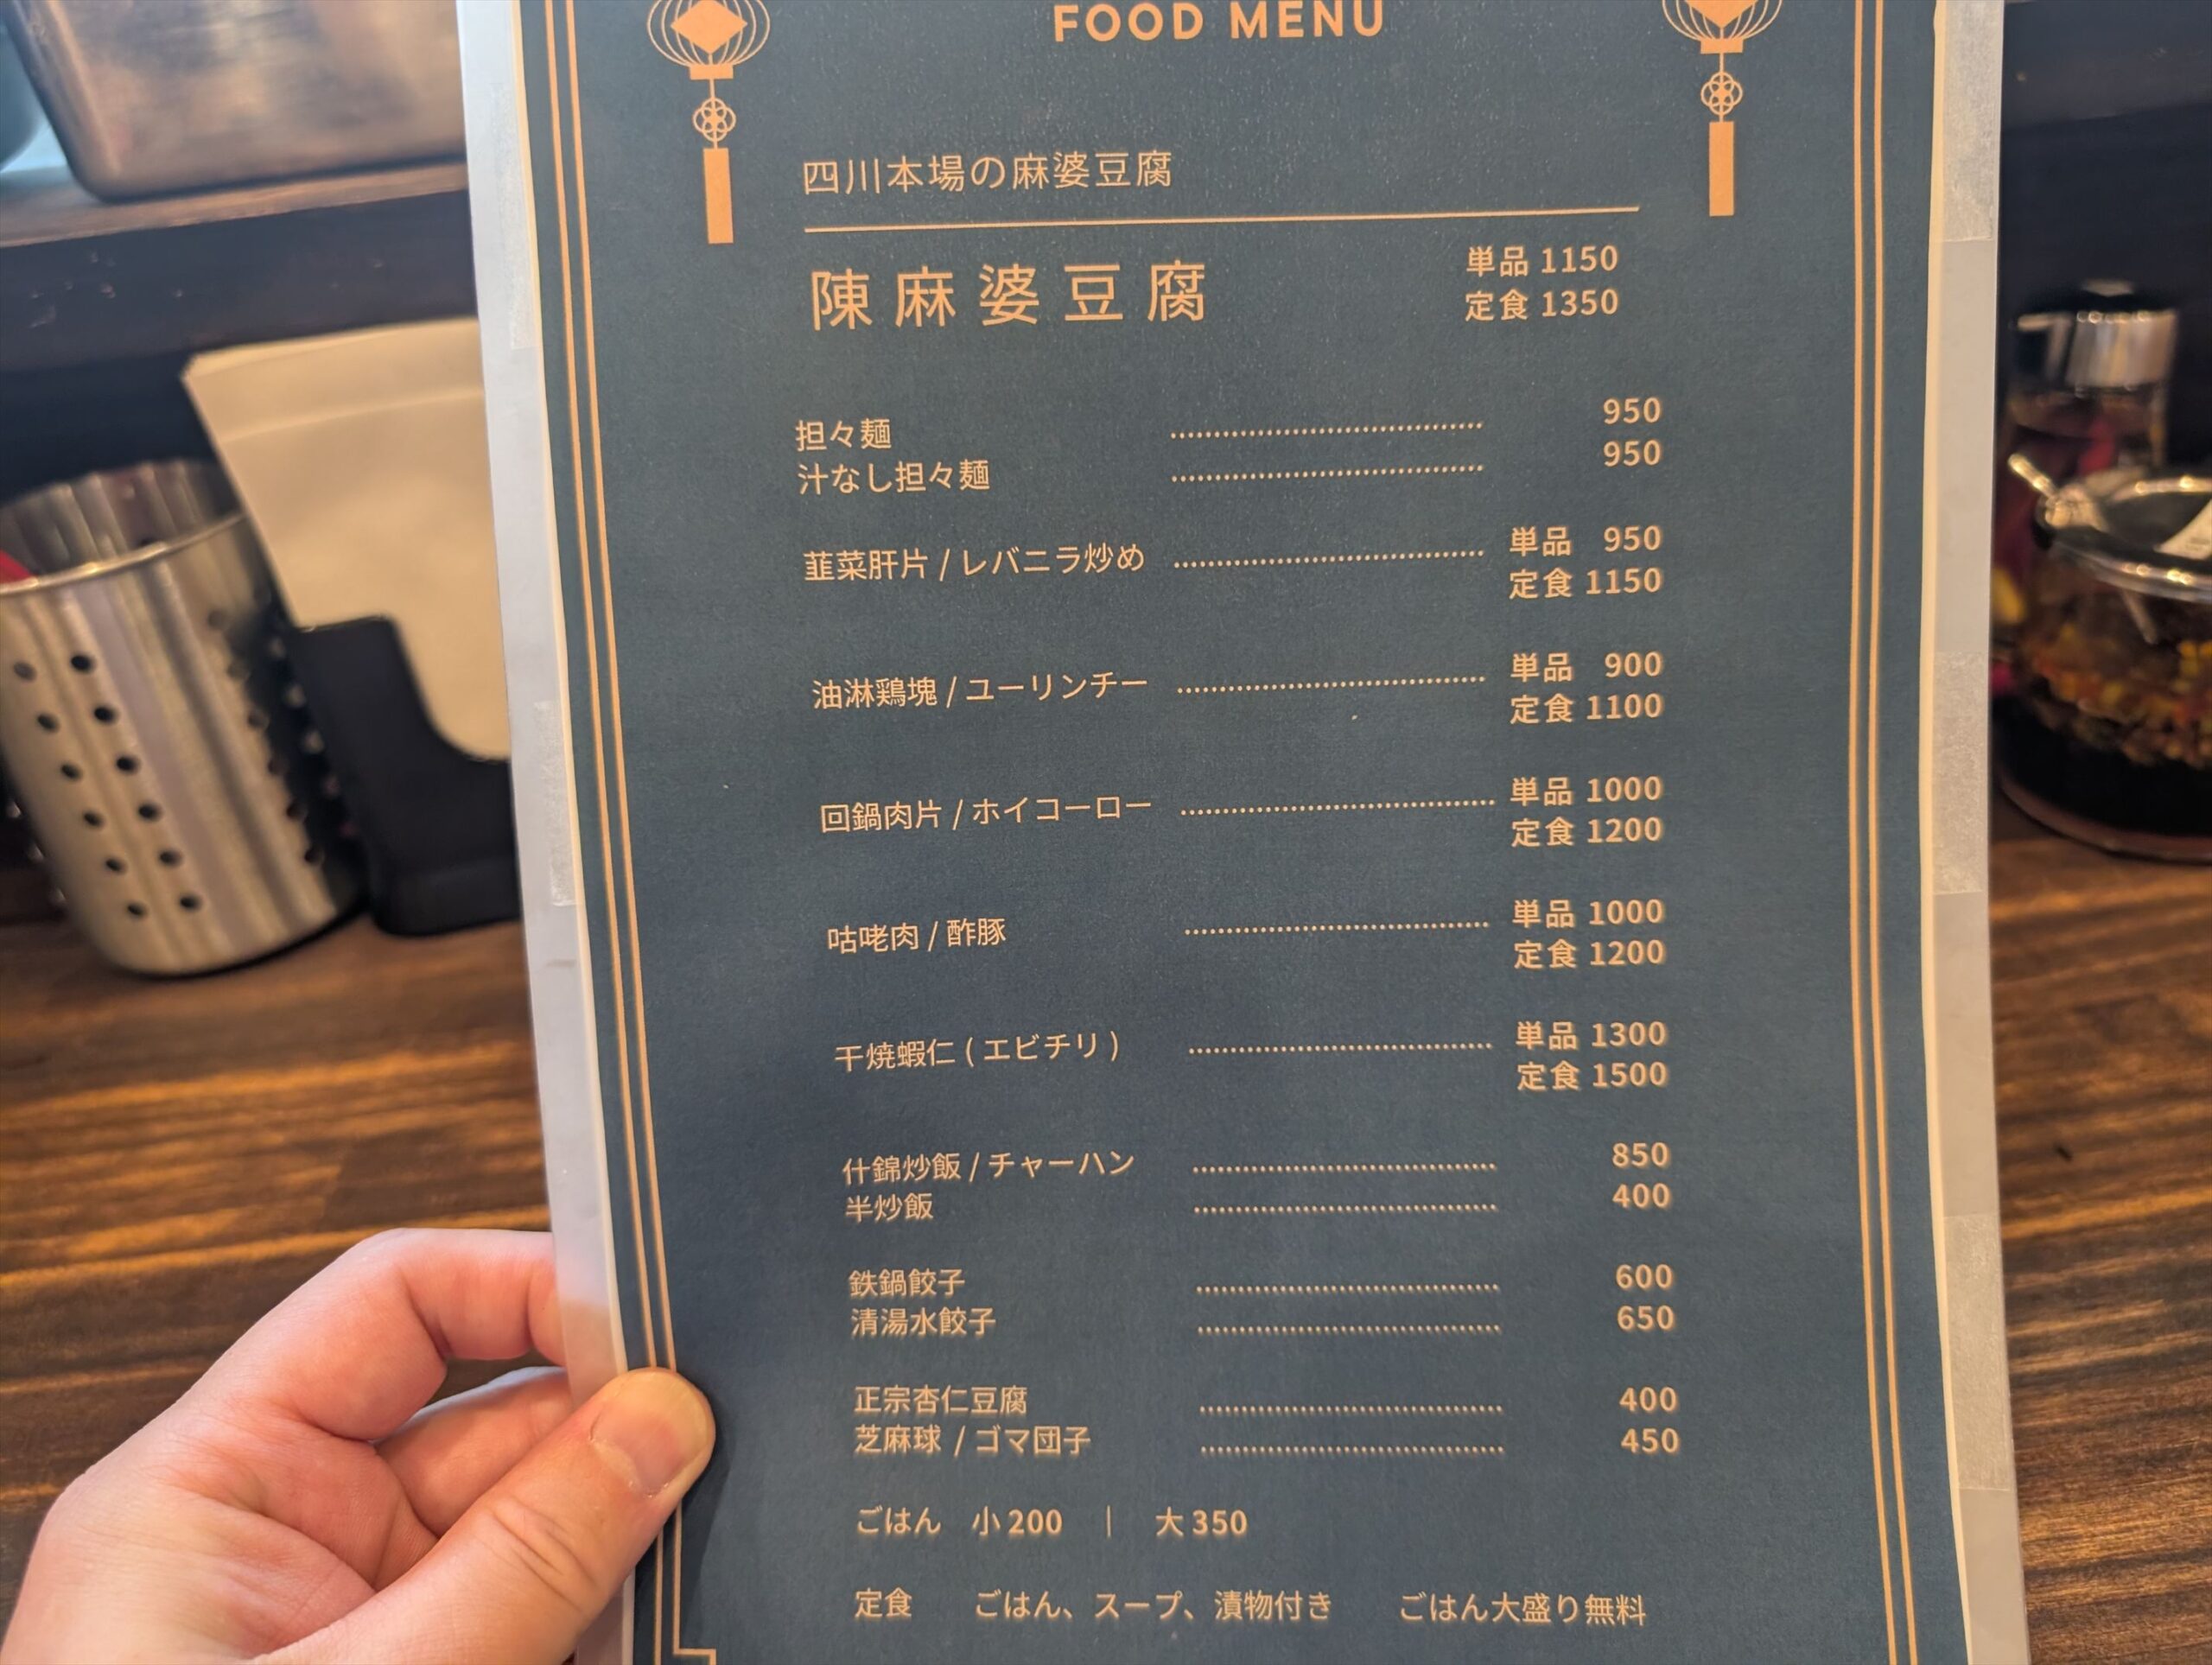 FOOD MENU
四川本場の麻婆豆腐
陳麻婆豆腐 単品 1150
定食 1350
担々麺 950
汁なし担々麺 950
韮菜肝片 / レバニラ炒め 単品 950
定食 1150
油淋鶏塊 / ユーリンチー 単品 900
定食 1100
回鍋肉片 / ホイコーロー 単品 1000
定食 1200
咕咾肉 / 酢豚 単品 1000
定食 1200
干焼蝦仁 ( エビチリ ) 単品 1300
定食 1500
什錦炒飯 / チャーハン 850
半炒飯 400
鉄鍋餃子 600
清湯水餃子 650
正宗杏仁豆腐 400
芝麻球 / ゴマ団子 450
ごはん 小 200 | 大 350
定食 ごはん、スープ、漬物付き ごはん大盛り無料